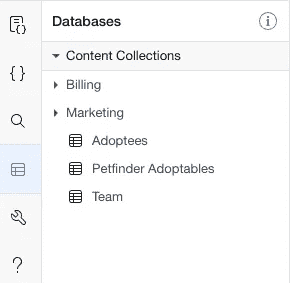 Databases
Content Collections
Billing
Marketing
Adoptees
Petfinder Adoptables
Team